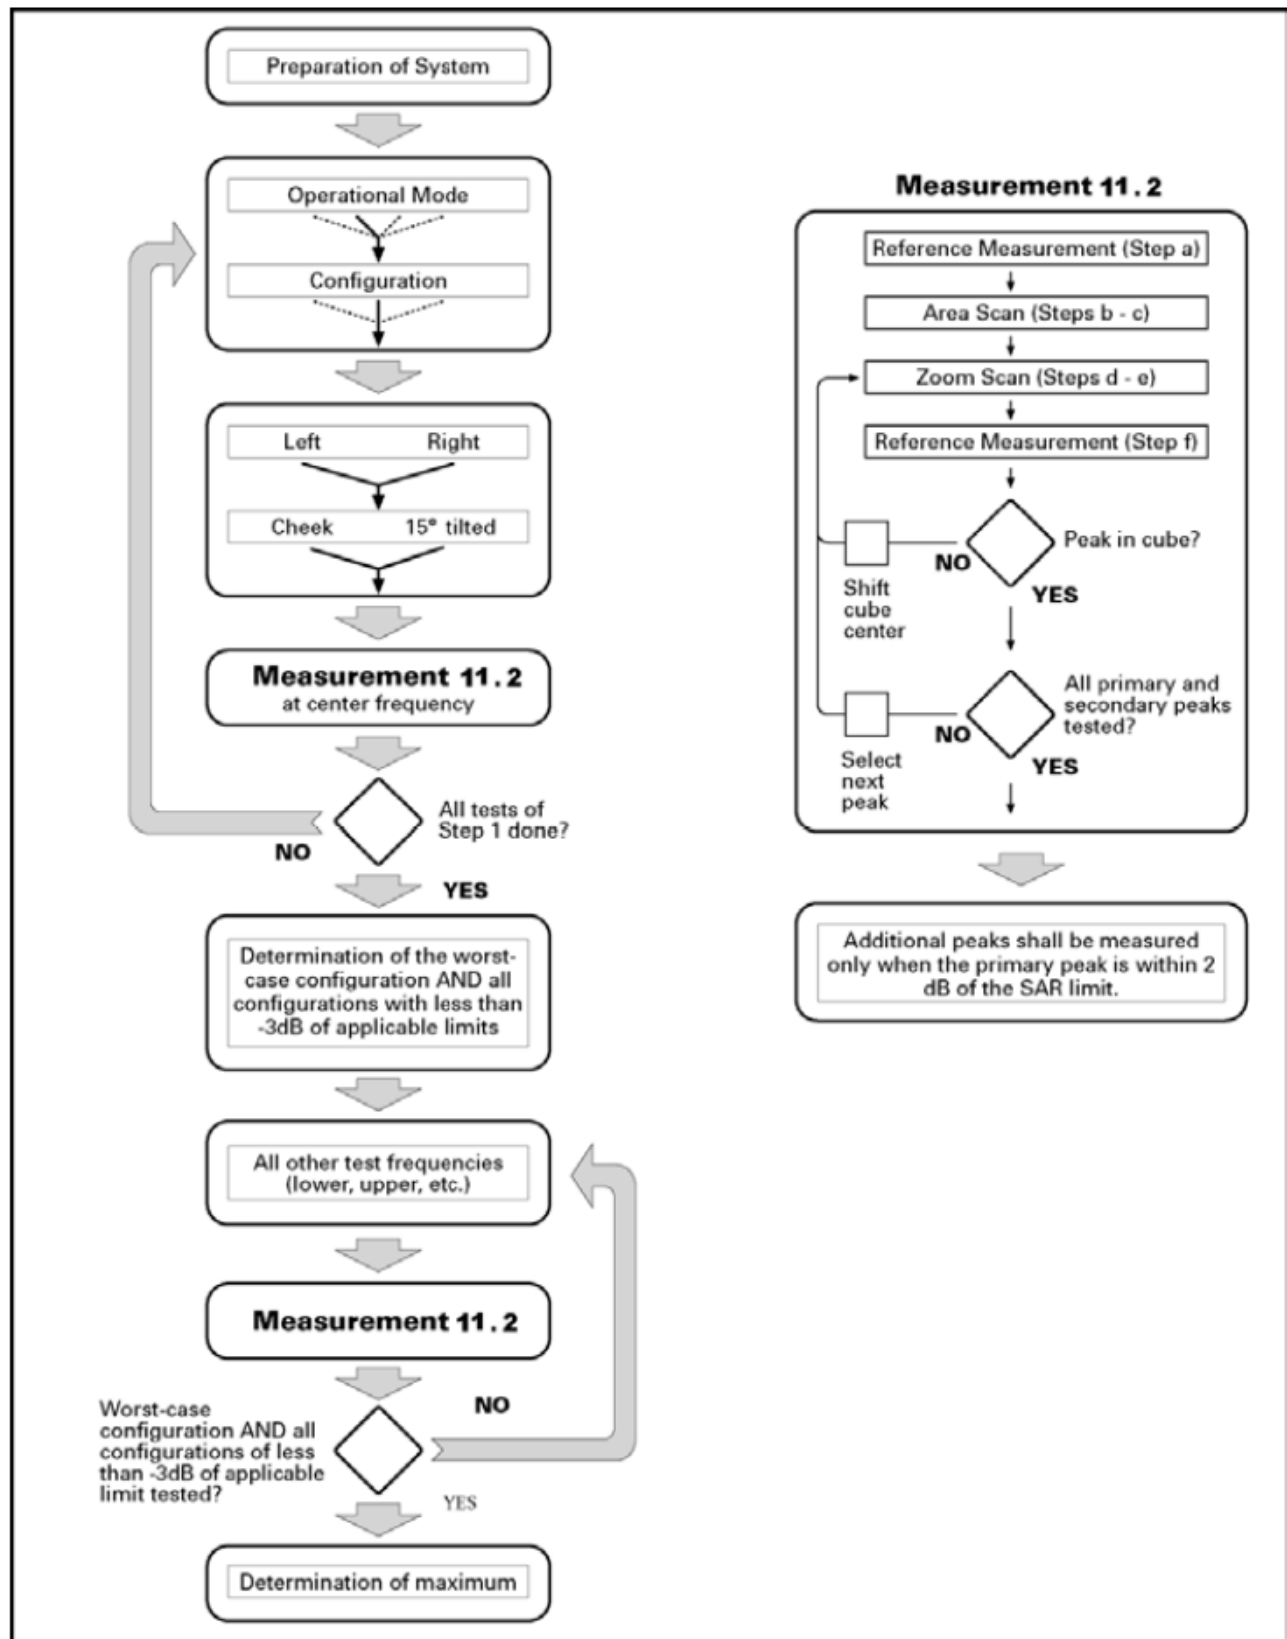 Preparation of System
Operational Mode
Configuration
Left Right
Cheek 15° tilted
Measurement 11.2
at center frequency
All tests of
Step 1 done?
NO
YES
Determination of the worst-
case configuration AND all
configurations with less than
-3dB of applicable limits
All other test frequencies
(lower, upper, etc.)
Measurement 11.2
NO
Worst-case
configuration AND all
configurations of less
than -3dB of applicable
limit tested?
YES
Determination of maximum
Measurement 11.2
Reference Measurement (Step a)
Area Scan (Steps b - c)
Zoom Scan (Steps d - e)
Reference Measurement (Step f)
Peak in cube?
NO
Shift
cube
center
YES
All primary and
secondary peaks
tested?
NO
Select
next
peak
YES
Additional peaks shall be measured
only when the primary peak is within 2
dB of the SAR limit.